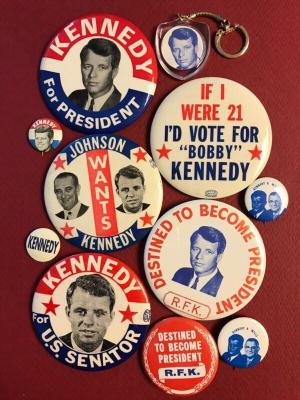 KENNEDY
For PRESIDENT
IF I
WERE 21
I'D VOTE FOR
"BOBBY"
KENNEDY
KENNEDY
JOHNSON
WANTS
KENNEDY
KENNEDY
DESTINED TO BECOME PRESIDENT
R.F.K.
KENNEDY
For
U.S. SENATOR
DESTINED
TO BECOME
PRESIDENT
R.F.K.